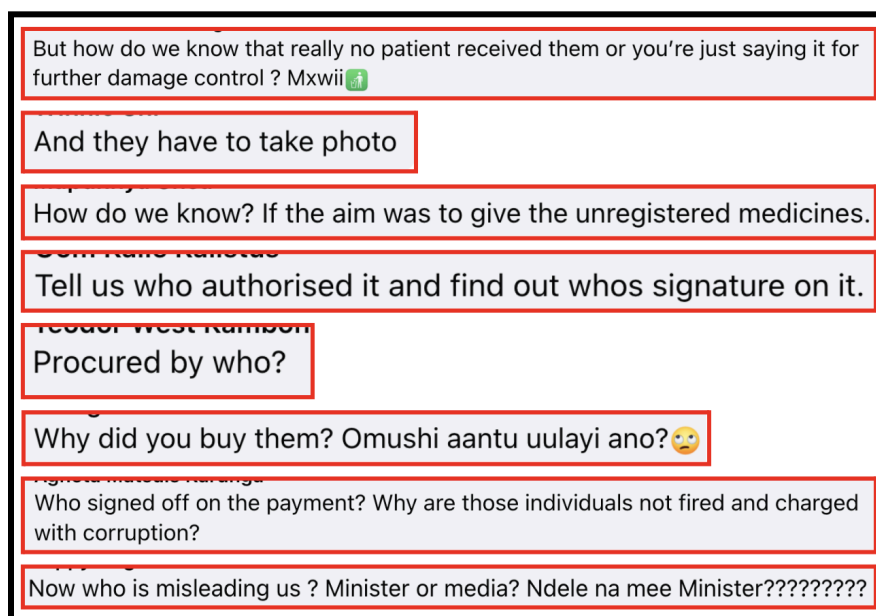 But how do we know that really no patient received them or you're just saying it for
further damage control ? Mxwii🚮
And they have to take photo
How do we know? If the aim was to give the unregistered medicines.
Tell us who authorised it and find out whos signature on it.
Procured by who?
Why did you buy them? Omushi aantu uulayi ano?🙄
Who signed off on the payment? Why are those individuals not fired and charged
with corruption?
Now who is misleading us ? Minister or media? Ndele na mee Minister?????????